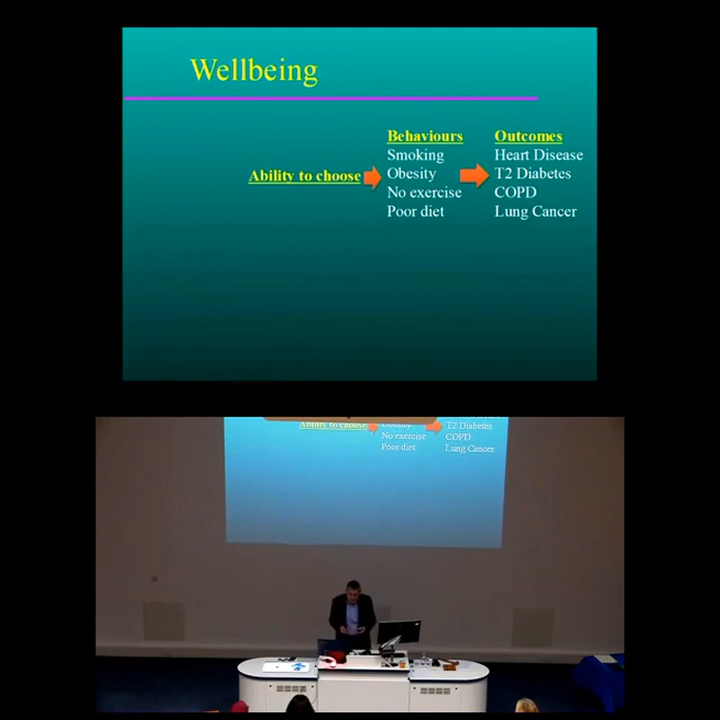 Wellbeing
Behaviours
Smoking
Obesity
No exercise
Poor diet
Ability to choose
Outcomes
Heart Disease
T2 Diabetes
COPD
Lung Cancer
Ability to choose
Obesity
No exercise
Poor diet
T2 Diabetes
COPD
Lung Cancer